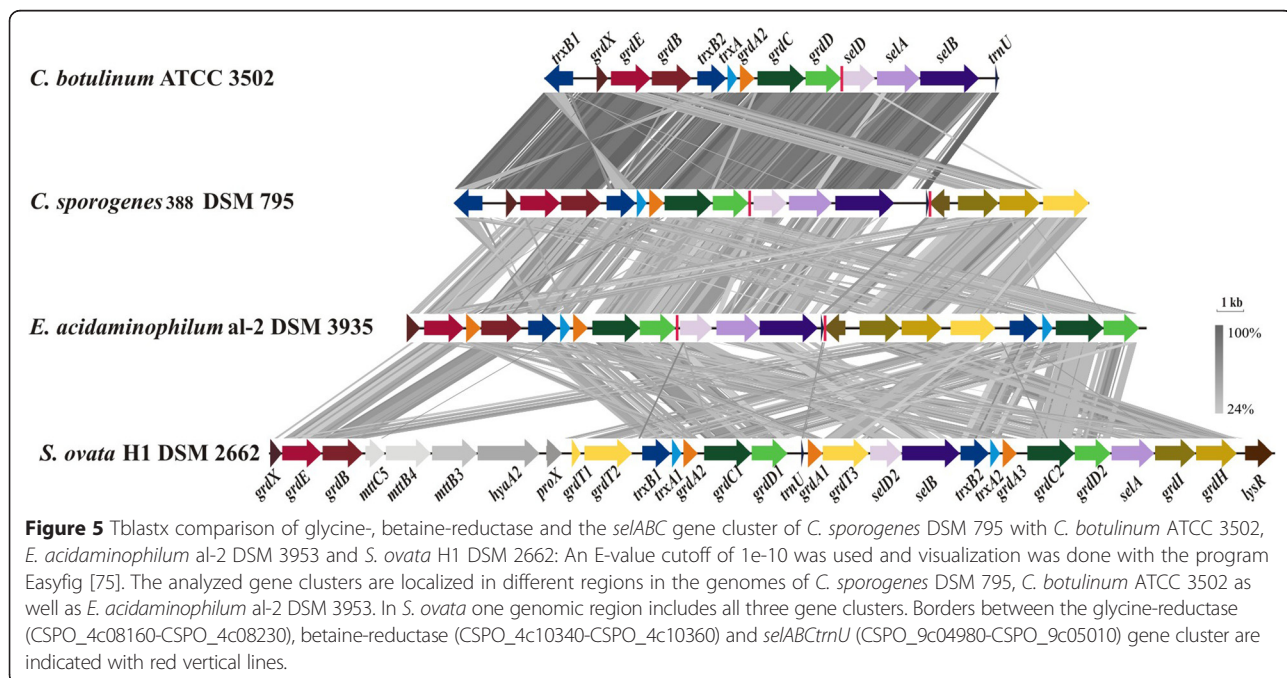 trxB1 grdX grdE grdB trxB2 trxA grdA2 grdC grdD selD selA selB trnU
C. botulinum ATCC 3502
C. sporogenes 388 DSM 795
E. acidaminophilum al-2 DSM 3935
1 kb
100%
24%
S. ovata H1 DSM 2662
grdX grdE grdB mttC5 mttB4 mttB3 hyaA2 proX grdT1 grdT2 trxB1 trxA1 grdA2 grdC1 grdD1 trnU grdA1 grdT3 selD2 selB trxB2 trxA2 grdA3 grdC2 grdD2 selA grdI grdH lysR
Figure 5 Tblastx comparison of glycine-, betaine-reductase and the selABC gene cluster of C. sporogenes DSM 795 with C. botulinum ATCC 3502,
E. acidaminophilum al-2 DSM 3953 and S. ovata H1 DSM 2662: An E-value cutoff of 1e-10 was used and visualization was done with the program
Easyfig [75]. The analyzed gene clusters are localized in different regions in the genomes of C. sporogenes DSM 795, C. botulinum ATCC 3502 as
well as E. acidaminophilum al-2 DSM 3953. In S. ovata one genomic region includes all three gene clusters. Borders between the glycine-reductase
(CSPO_4c08160-CSPO_4c08230), betaine-reductase (CSPO_4c10340-CSPO_4c10360) and selABCtrnU (CSPO_9c04980-CSPO_9c05010) gene cluster are
indicated with red vertical lines.